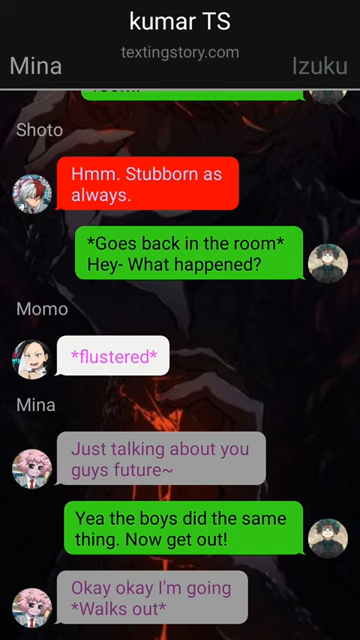 kumar TS
textingstory.com
Mina
Izuku
Shoto
Hmm. Stubborn as
always.
*Goes back in the room*
Hey- What happened?
Momo
*flustered*
Mina
Just talking about you
guys future~
Yea the boys did the same
thing. Now get out!
Okay okay I'm going
*Walks out*